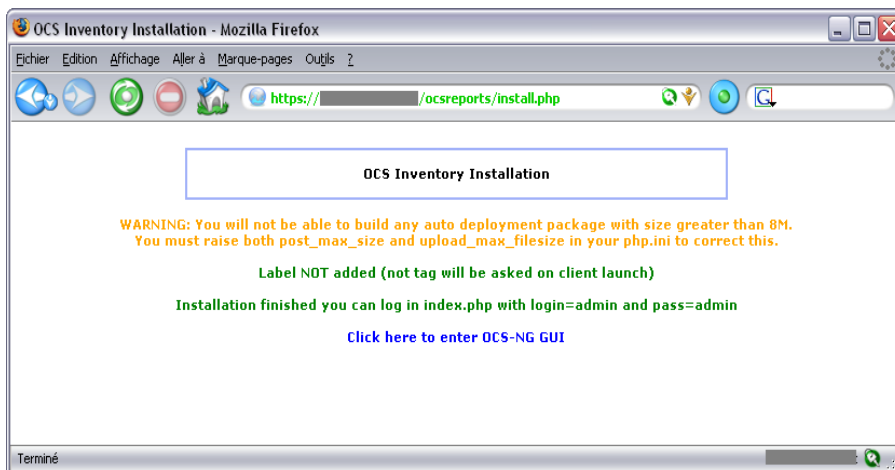 OCS Inventory Installation - Mozilla Firefox
Fichier Edition Affichage Aller à Marque-pages Outils ?
https:// /ocsreports/install.php G
OCS Inventory Installation
WARNING: You will not be able to build any auto deployment package with size greater than 8M.
You must raise both post_max_size and upload_max_filesize in your php.ini to correct this.
Label NOT added (not tag will be asked on client launch)
Installation finished you can log in index.php with login=admin and pass=admin
Click here to enter OCS-NG GUI
Terminé